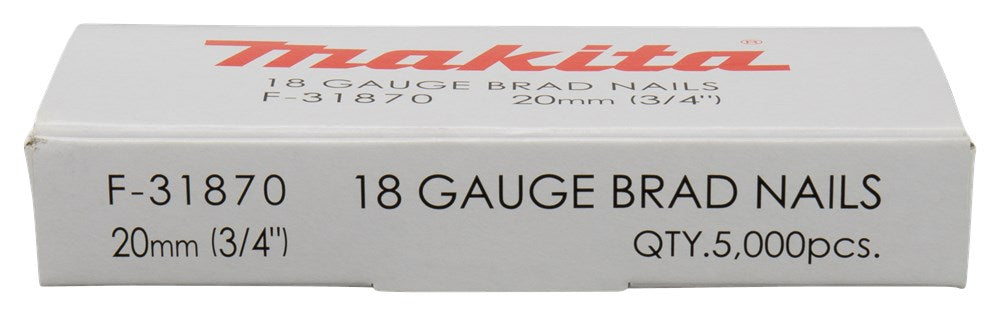 Makita®
18 GAUGE BRAD NAILS
F-31870 20mm (3/4")
F-31870 18 GAUGE BRAD NAILS
20mm (3/4") QTY.5,000pcs.